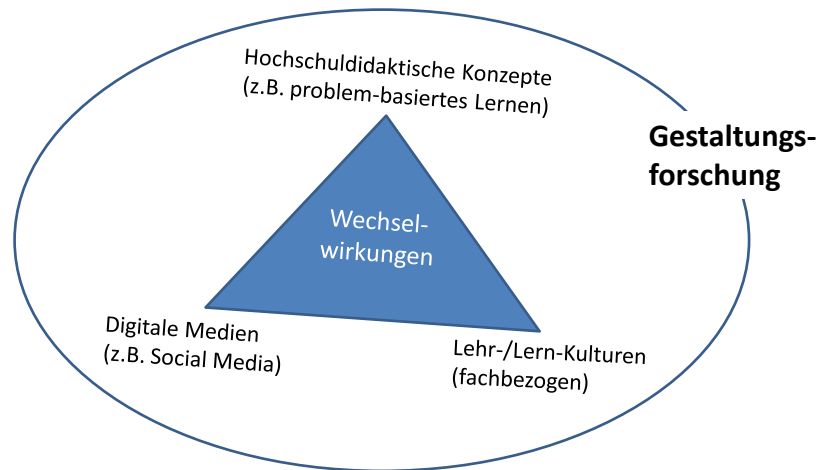 Hochschuldidaktische Konzepte
(z.B. problem-basiertes Lernen)
Gestaltungs-
forschung
Wechsel-
wirkungen
Digitale Medien
(z.B. Social Media)
Lehr-/Lern-Kulturen
(fachbezogen)